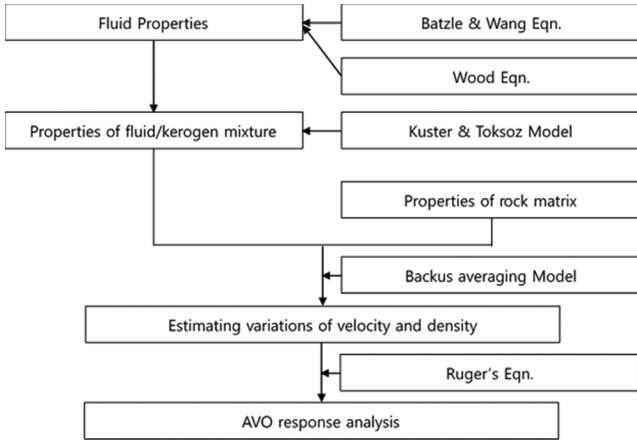 Fluid Properties
Batzle & Wang Eqn.
Wood Eqn.
Properties of fluid/kerogen mixture
Kuster & Toksoz Model
Properties of rock matrix
Backus averaging Model
Estimating variations of velocity and density
Ruger's Eqn.
AVO response analysis